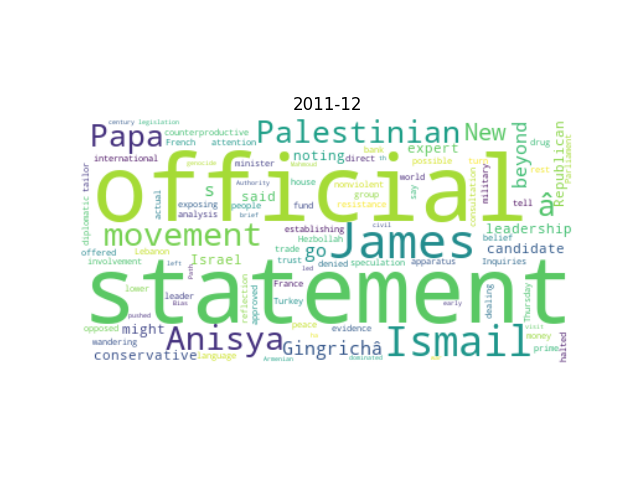 2011-12
century legislation
Papa
counterproductive
French attention
Palestinian
New
beyond
drug
Republican
Parliament
international
minister
noting
direct
bank
th
expert
possible
turn
rest
tailor
official
genocide
house
nonviolent
group
resistance
world
say
consultation
military
tell
â
diplomatic
actual
exposing
analysis
s
said
Authority
people
brief
fund
movement
establishing
Hezbollah
go
James
civil
leadership
belief
candidate
offered
involvement
Lebanon
left
Israel
trade
trust
denied
speculation
apparatus
Inquiries
statement
Path
led
lower
leader
Bias
reflection
approved
France
Turkey
early
dealing
Thursday
pushed
opposed
might
Anisya
peace
evidence
Ismail
visit
money
prime
halted
wandering
conservative
language
Gingrichâ
Armenian
dominated